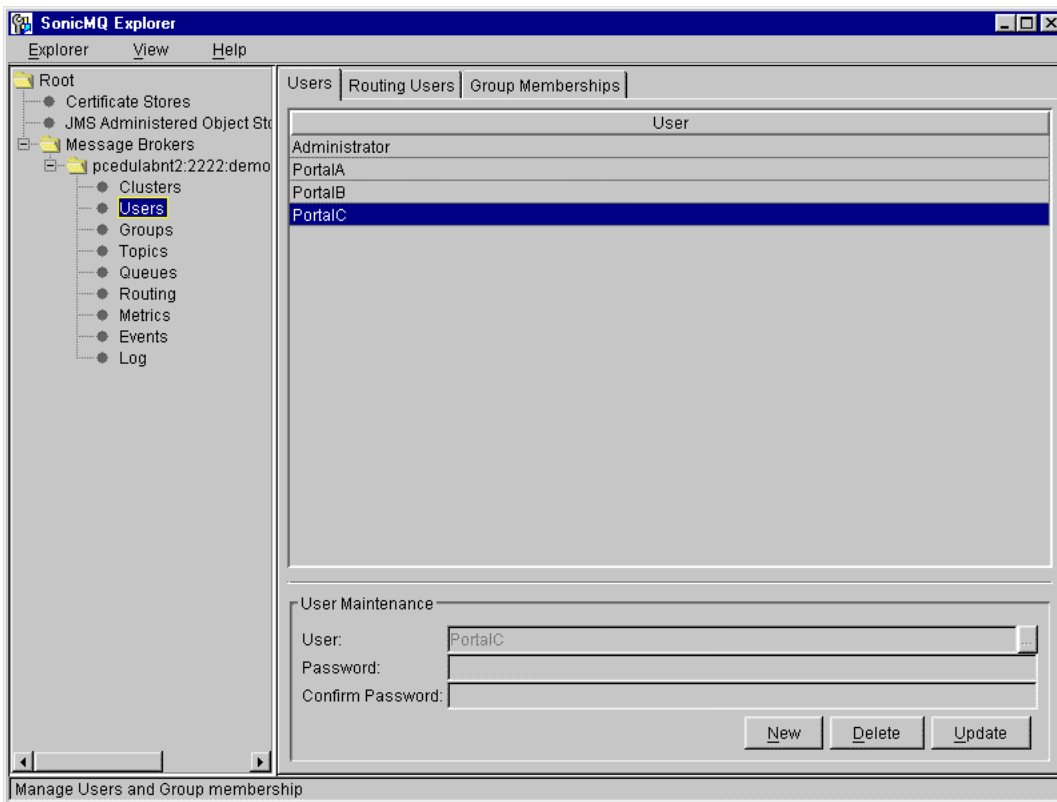 SonicMQ Explorer
Explorer View Help
Root
Certificate Stores
JMS Administered Object Sto
Message Brokers
pcedulabnt2:2222:demo
Clusters
Users
Groups
Topics
Queues
Routing
Metrics
Events
Log
Users Routing Users Group Memberships
User
Administrator
PortalA
PortalB
PortalC
User Maintenance
User: PortalC ...
Password:
Confirm Password:
New Delete Update
Manage Users and Group membership